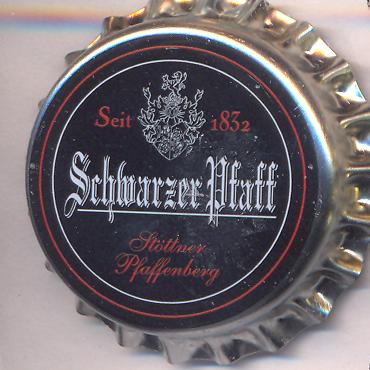 Seit 1832
Schwarzer Pfaff
Stöttner
Pfaffenberg